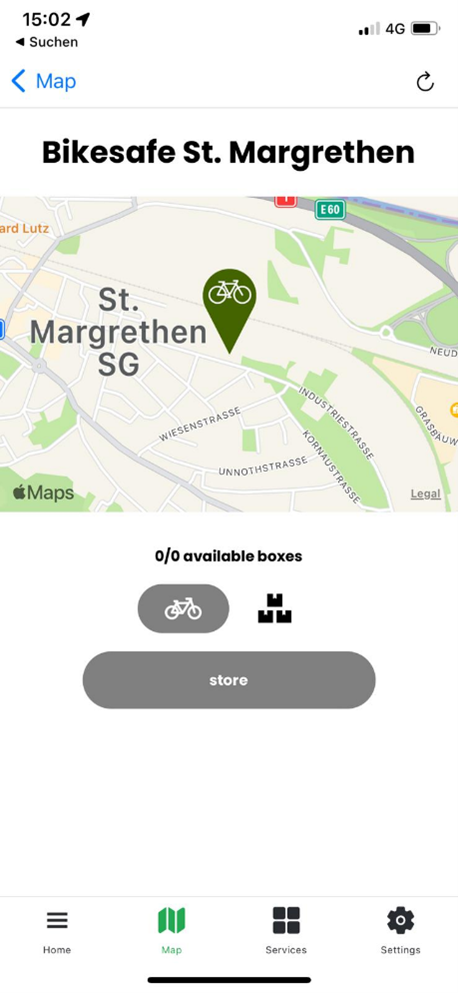 15:02
4G
◀ Suchen
Map
Bikesafe St. Margrethen
E60
ard Lutz
St.
Margrethen
SG
NEUD
INDUSTRIESTRASSE
GRASBAUW
WIESENSTRASSE
KORNAUSTRASSE
UNNOTHSTRASSE
Maps
Legal
0/0 available boxes
store
Home
Map
Services
Settings